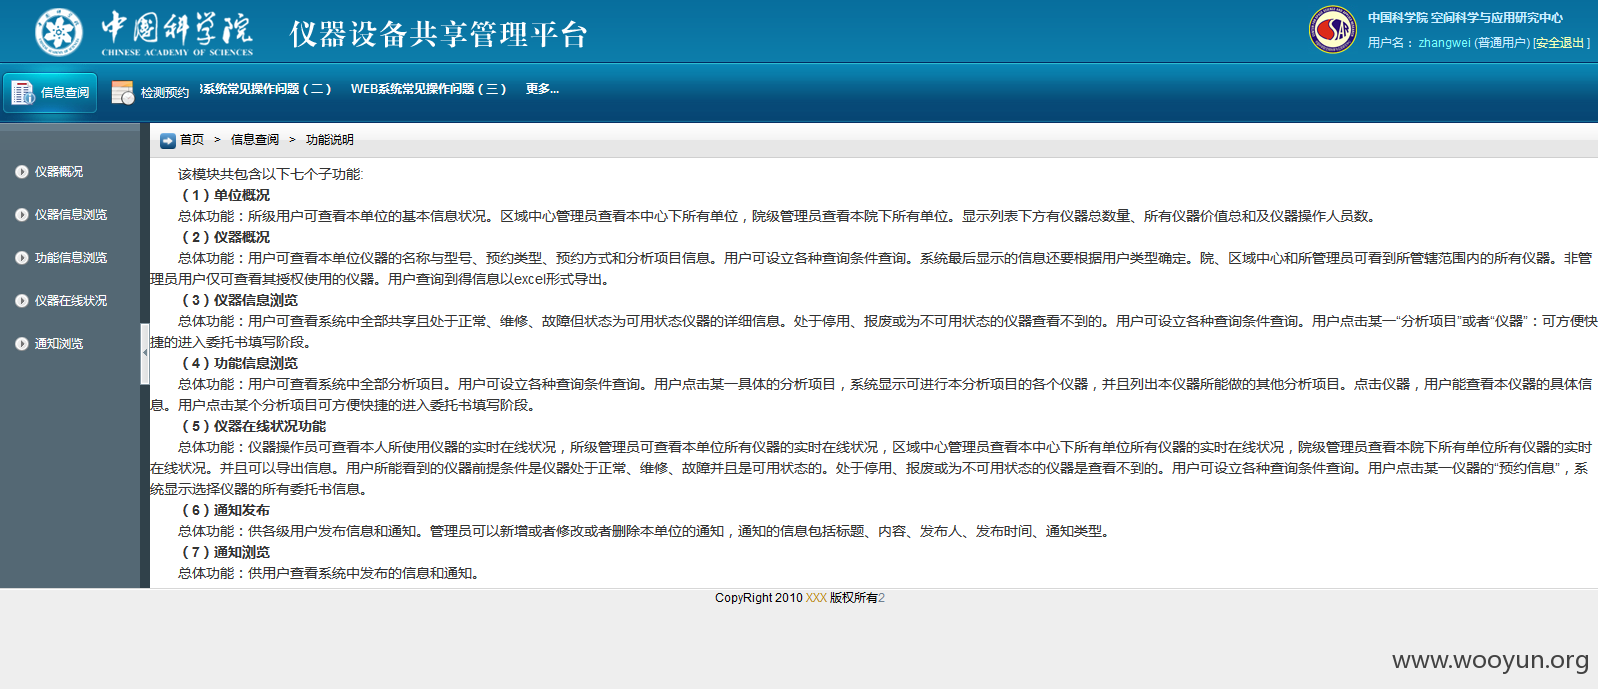 中国科学院
CHINESE ACADEMY OF SCIENCES
仪器设备共享管理平台
中国科学院 空间科学与应用研究中心
用户名： zhangwei (普通用户) [安全退出 ]
信息查阅
检测预约
系统常见操作问题（二） WEB系统常见操作问题（三） 更多...
首页 > 信息查阅 > 功能说明
仪器概况
仪器信息浏览
功能信息浏览
仪器在线状况
通知浏览
该模块共包含以下七个子功能:
（1）单位概况
总体功能：所级用户可查看本单位的基本信息状况。区域中心管理员查看本中心下所有单位，院级管理员查看本院下所有单位。显示列表下方有仪器总数量、所有仪器价值总和及仪器操作人员数。
（2）仪器概况
总体功能：用户可查看本单位仪器的名称与型号、预约类型、预约方式和分析项目信息。用户可设立各种查询条件查询。系统最后显示的信息还要根据用户类型确定。院、区域中心和所管理员可看到所管辖范围内的所有仪器。非管
理员用户仅可查看其授权使用的仪器。用户查询到得信息以excel形式导出。
（3）仪器信息浏览
总体功能：用户可查看系统中全部共享且处于正常、维修、故障但状态为可用状态仪器的详细信息。处于停用、报废或为不可用状态的仪器查看不到的。用户可设立各种查询条件查询。用户点击某一“分析项目”或者“仪器”：可方便快
捷的进入委托书填写阶段。
（4）功能信息浏览
总体功能：用户可查看系统中全部分析项目。用户可设立各种查询条件查询。用户点击某一具体的分析项目，系统显示可进行本分析项目的各个仪器，并且列出本仪器所能做的其他分析项目。点击仪器，用户能查看本仪器的具体信
息。用户点击某个分析项目可方便快捷的进入委托书填写阶段。
（5）仪器在线状况功能
总体功能：仪器操作员可查看本人所使用仪器的实时在线状况，所级管理员可查看本单位所有仪器的实时在线状况，区域中心管理员查看本中心下所有单位所有仪器的实时在线状况，院级管理员查看本院下所有单位所有仪器的实时
在线状况。并且可以导出信息。用户所能看到的仪器前提条件是仪器处于正常、维修、故障并且是可用状态的。处于停用、报废或为不可用状态的仪器是查看不到的。用户可设立各种查询条件查询。用户点击某一仪器的“预约信息”，系
统显示选择仪器的所有委托书信息。
（6）通知发布
总体功能：供各级用户发布信息和通知。管理员可以新增或者修改或者删除本单位的通知，通知的信息包括标题、内容、发布人、发布时间、通知类型。
（7）通知浏览
总体功能：供用户查看系统中发布的信息和通知。
CopyRight 2010 XXX 版权所有2
www.wooyun.org